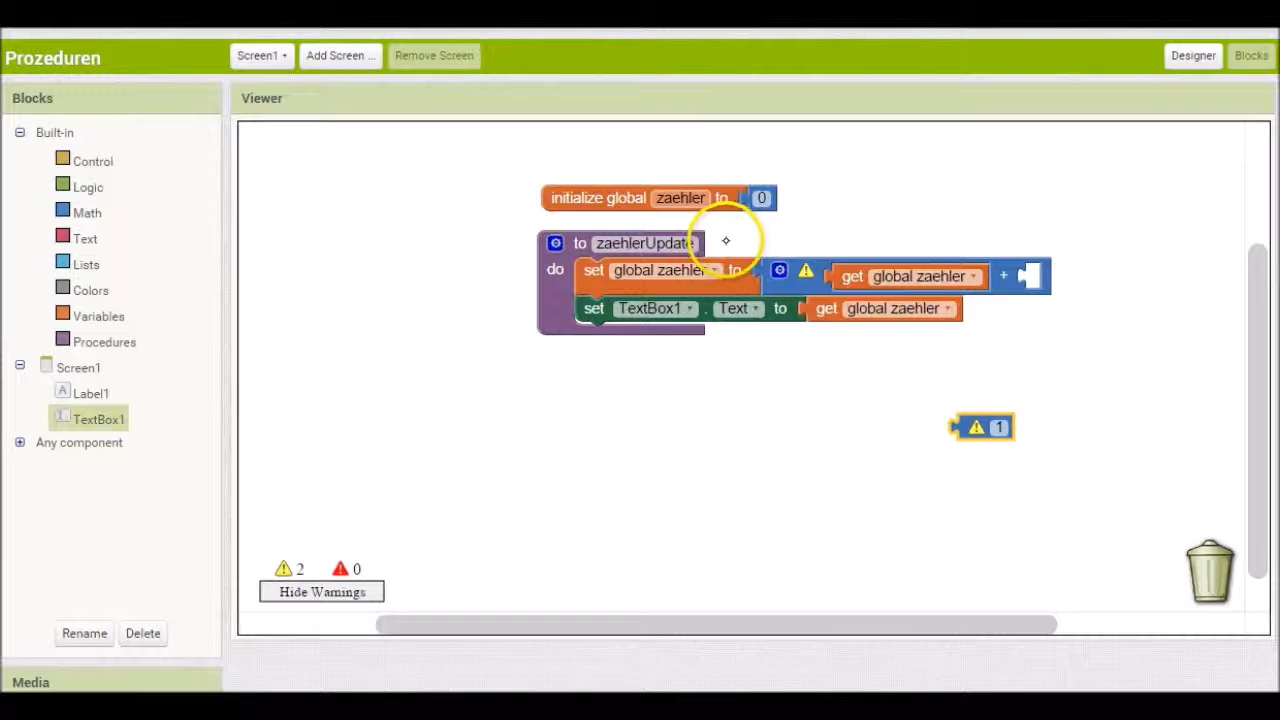 Prozeduren
Screen1
Add Screen ...
Remove Screen
Designer
Blocks
Blocks
Viewer
Built-in
Control
Logic
Math
Text
Lists
Colors
Variables
Procedures
Screen1
Label1
TextBox1
Any component
Rename
Delete
Media
initialize global zaehler to 0
to zaehlerUpdate
do set global zaehler to get global zaehler +
set TextBox1 . Text to get global zaehler
1
2 0
Hide Warnings